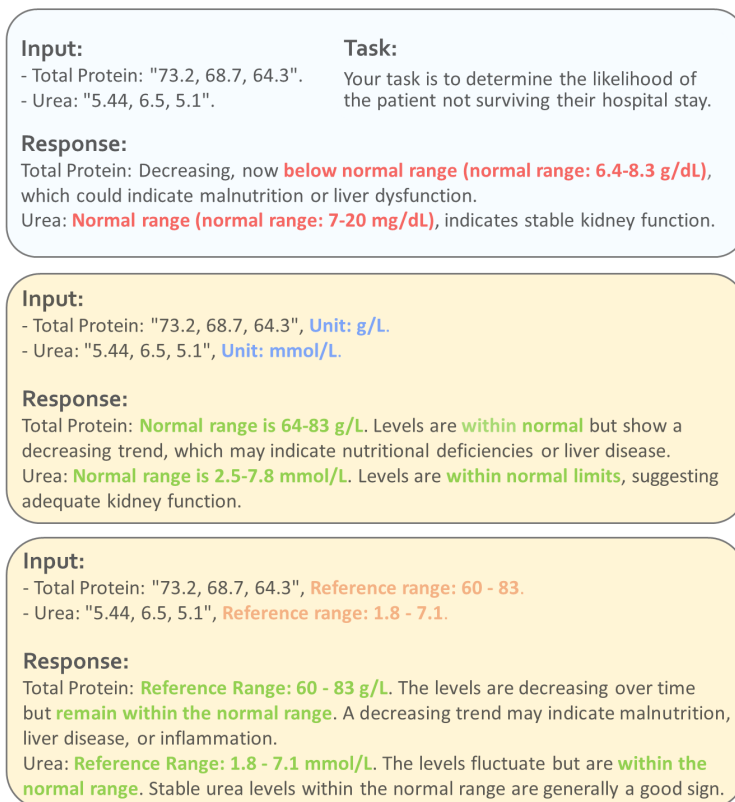 Input:
- Total Protein: "73.2, 68.7, 64.3".
- Urea: "5.44, 6.5, 5.1".
Task:
Your task is to determine the likelihood of
the patient not surviving their hospital stay.
Response:
Total Protein: Decreasing, now below normal range (normal range: 6.4-8.3 g/dL),
which could indicate malnutrition or liver dysfunction.
Urea: Normal range (normal range: 7-20 mg/dL), indicates stable kidney function.
Input:
- Total Protein: "73.2, 68.7, 64.3", Unit: g/L.
- Urea: "5.44, 6.5, 5.1", Unit: mmol/L.
Response:
Total Protein: Normal range is 64-83 g/L. Levels are within normal but show a
decreasing trend, which may indicate nutritional deficiencies or liver disease.
Urea: Normal range is 2.5-7.8 mmol/L. Levels are within normal limits, suggesting
adequate kidney function.
Input:
- Total Protein: "73.2, 68.7, 64.3", Reference range: 60 - 83.
- Urea: "5.44, 6.5, 5.1", Reference range: 1.8 - 7.1.
Response:
Total Protein: Reference Range: 60 - 83 g/L. The levels are decreasing over time
but remain within the normal range. A decreasing trend may indicate malnutrition,
liver disease, or inflammation.
Urea: Reference Range: 1.8 - 7.1 mmol/L. The levels fluctuate but are within the
normal range. Stable urea levels within the normal range are generally a good sign.